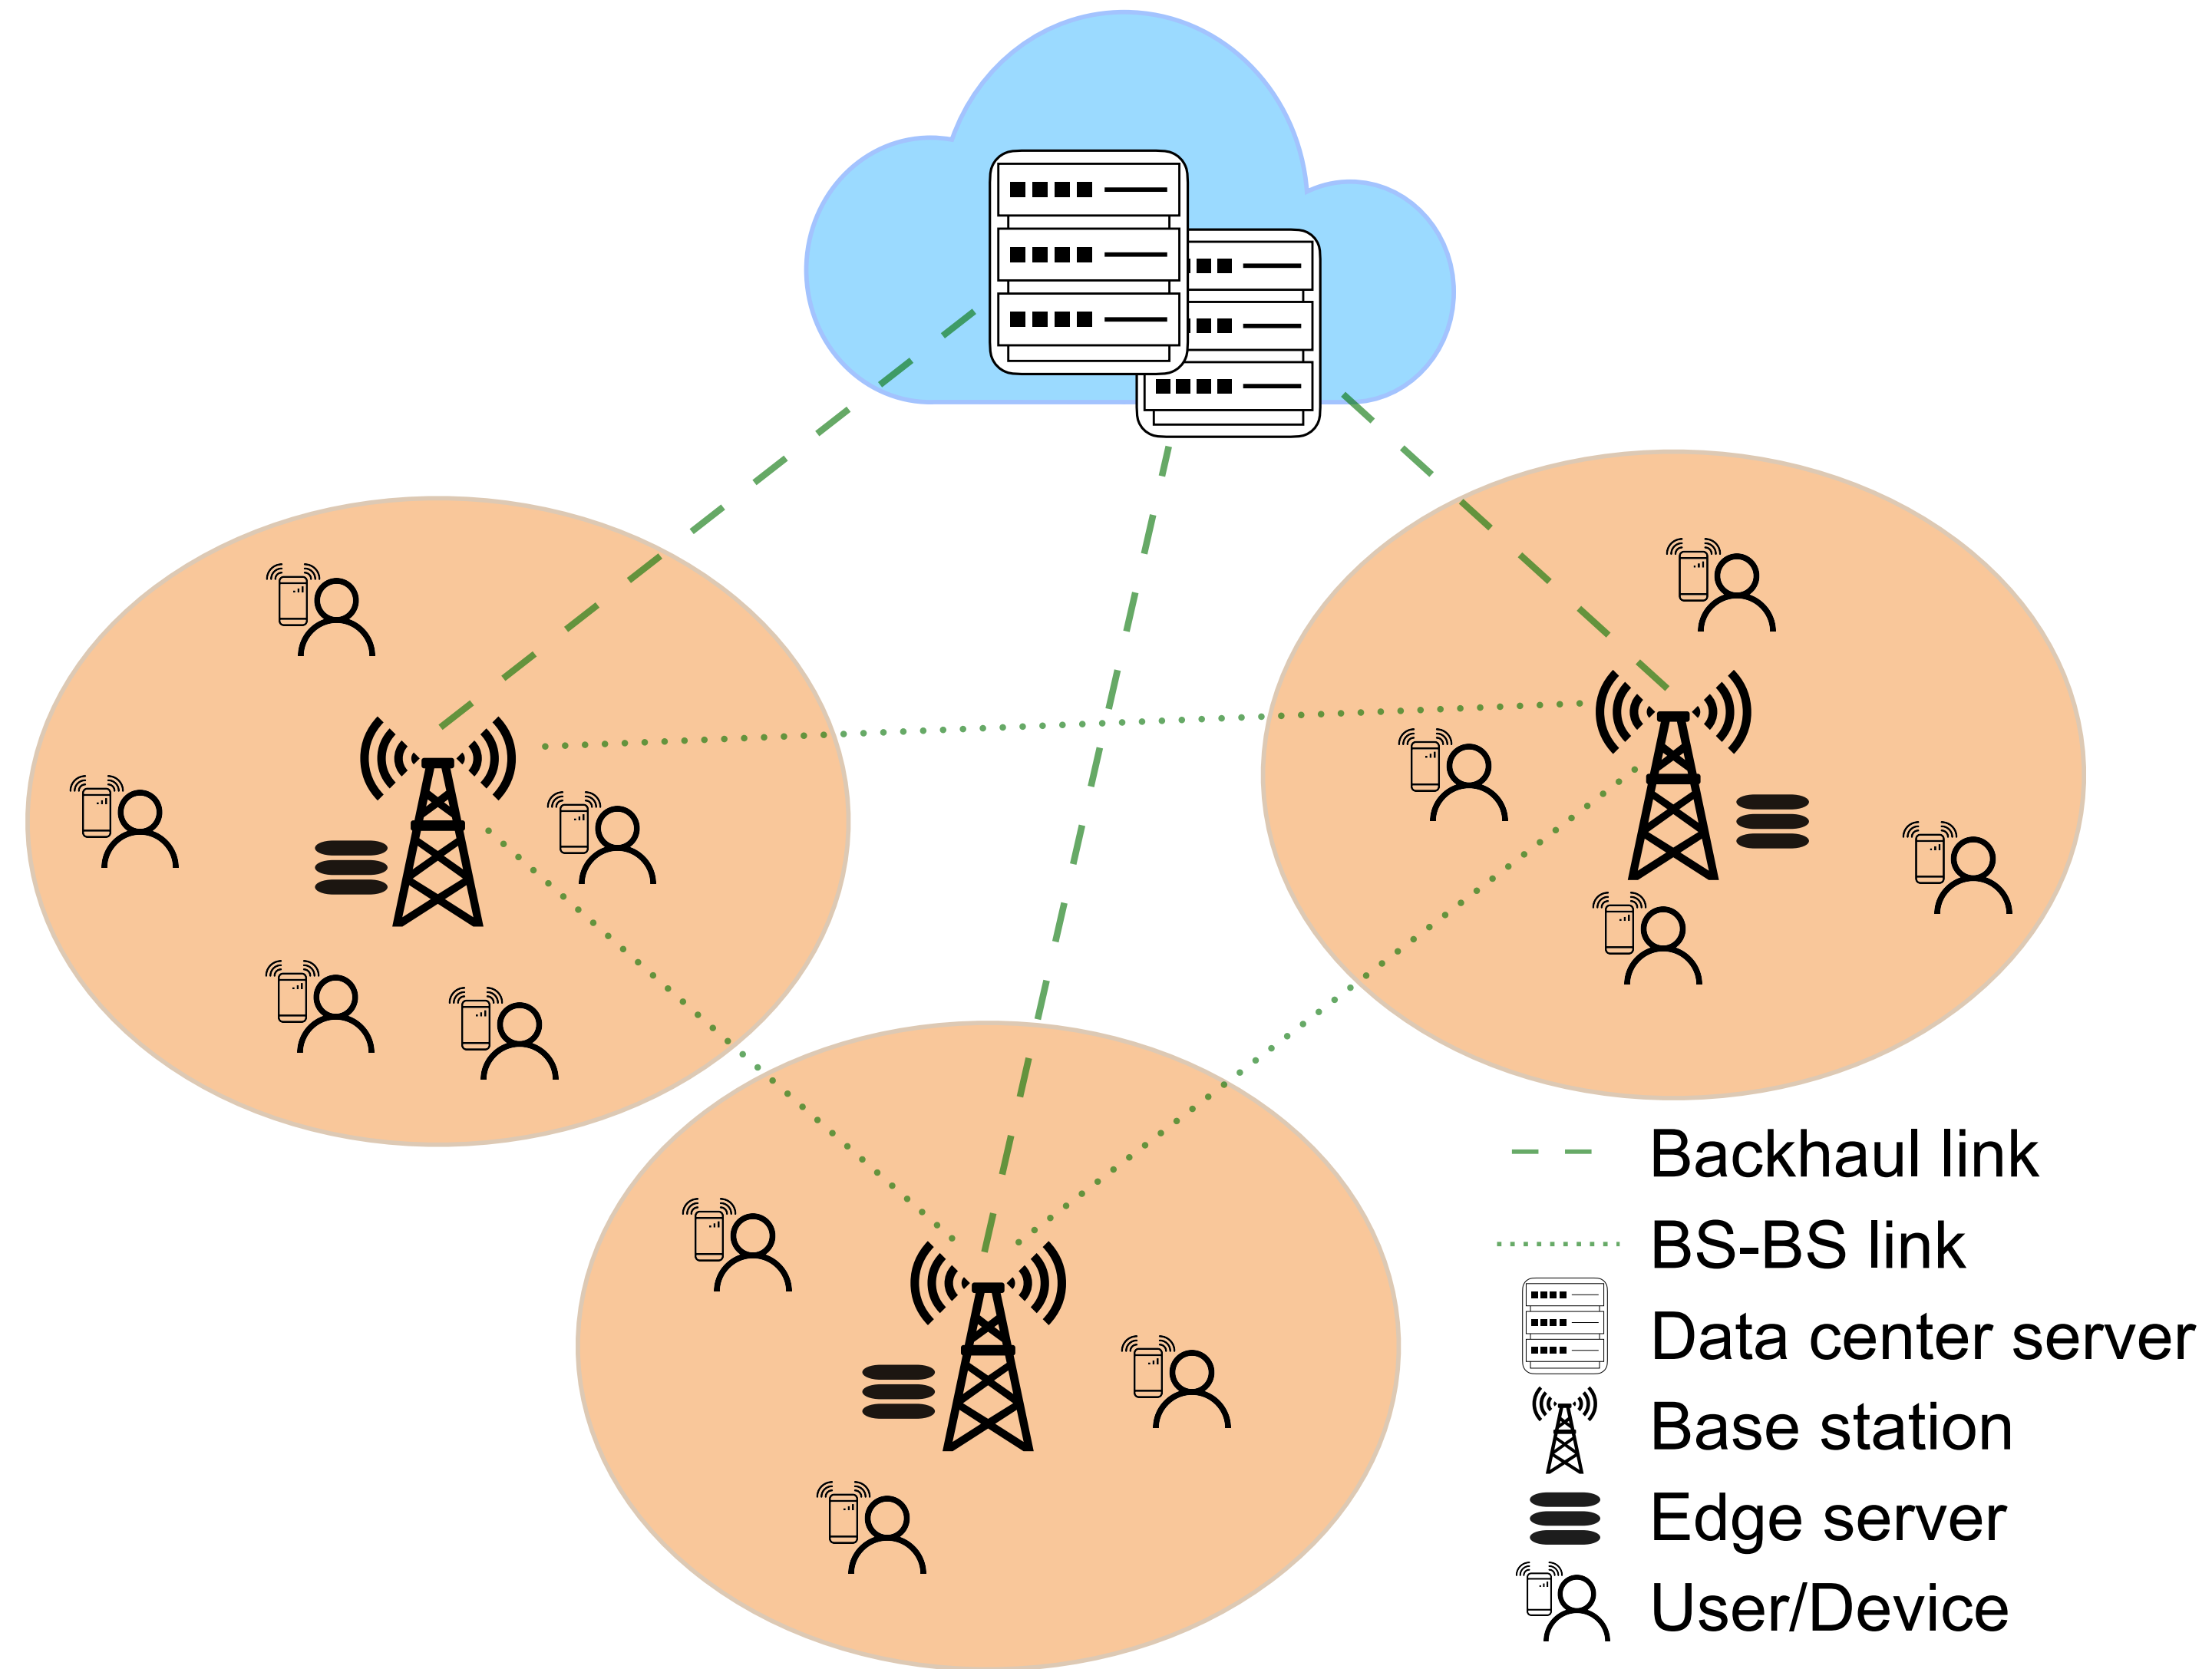 Backhaul link
BS-BS link
Data center server
Base station
Edge server
User/Device